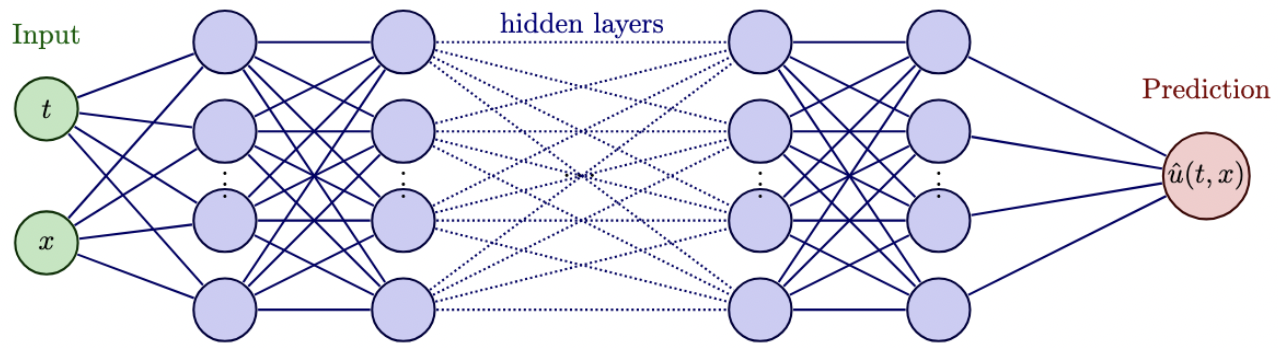 hidden layers
Input
Prediction
t
x
û(t, x)
⋮ ⋮ ⋮ ⋮